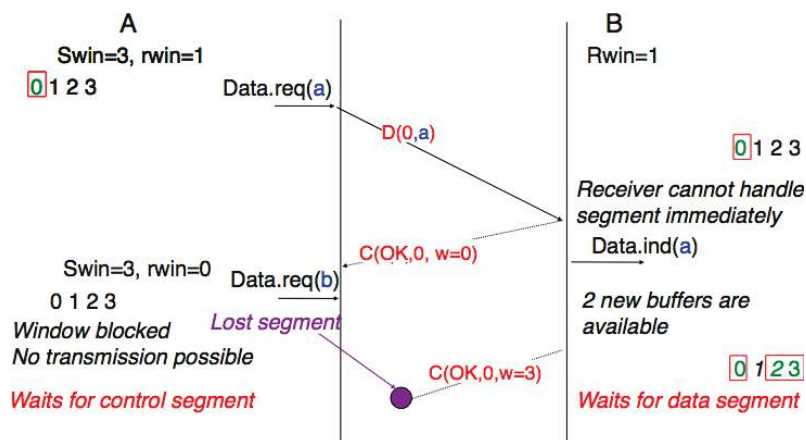 A
B
Swin=3, rwin=1
Rwin=1
0 1 2 3
Data.req(a)
D(0,a)
0 1 2 3
Receiver cannot handle
segment immediately
C(OK,0, w=0)
Data.ind(a)
Swin=3, rwin=0
Data.req(b)
0 1 2 3
2 new buffers are
available
Lost segment
Window blocked
No transmission possible
C(OK,0,w=3)
0 1 2 3
Waits for control segment
Waits for data segment